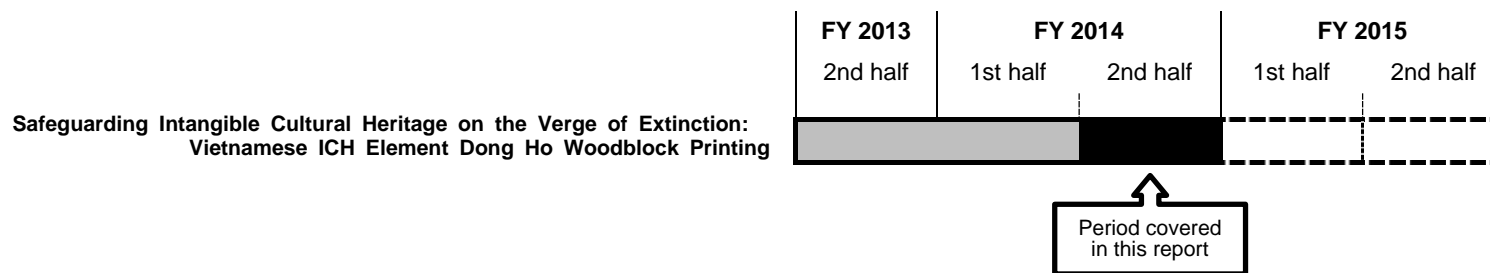 FY 2013 FY 2014 FY 2015
2nd half 1st half 2nd half 1st half 2nd half
Safeguarding Intangible Cultural Heritage on the Verge of Extinction:
Vietnamese ICH Element Dong Ho Woodblock Printing
Period covered
in this report